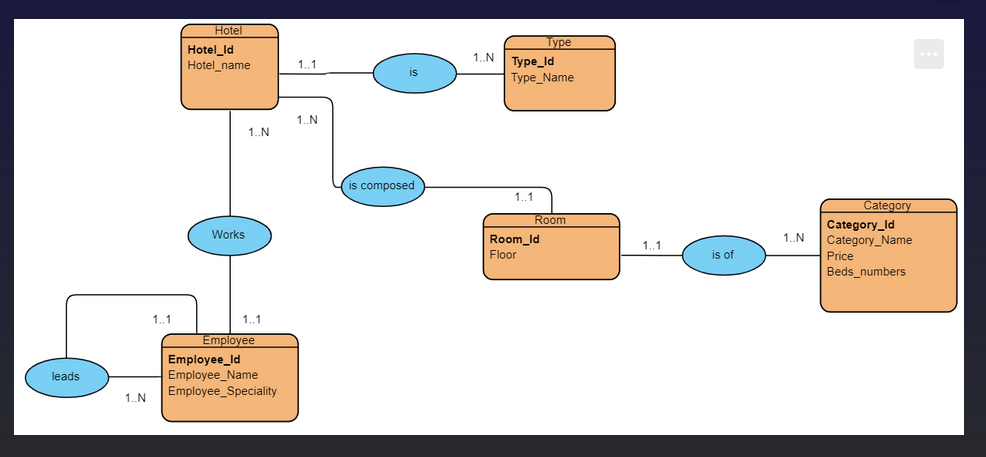 Hotel
Hotel_Id
Hotel_name
1..1
is
1..N
Type
Type_Id
Type_Name
1..N
1..N
is composed
1..1
Room
Room_Id
Floor
1..1
is of
1..N
Category
Category_Id
Category_Name
Price
Beds_numbers
Works
1..1
1..1
Employee
Employee_Id
Employee_Name
Employee_Speciality
leads
1..N